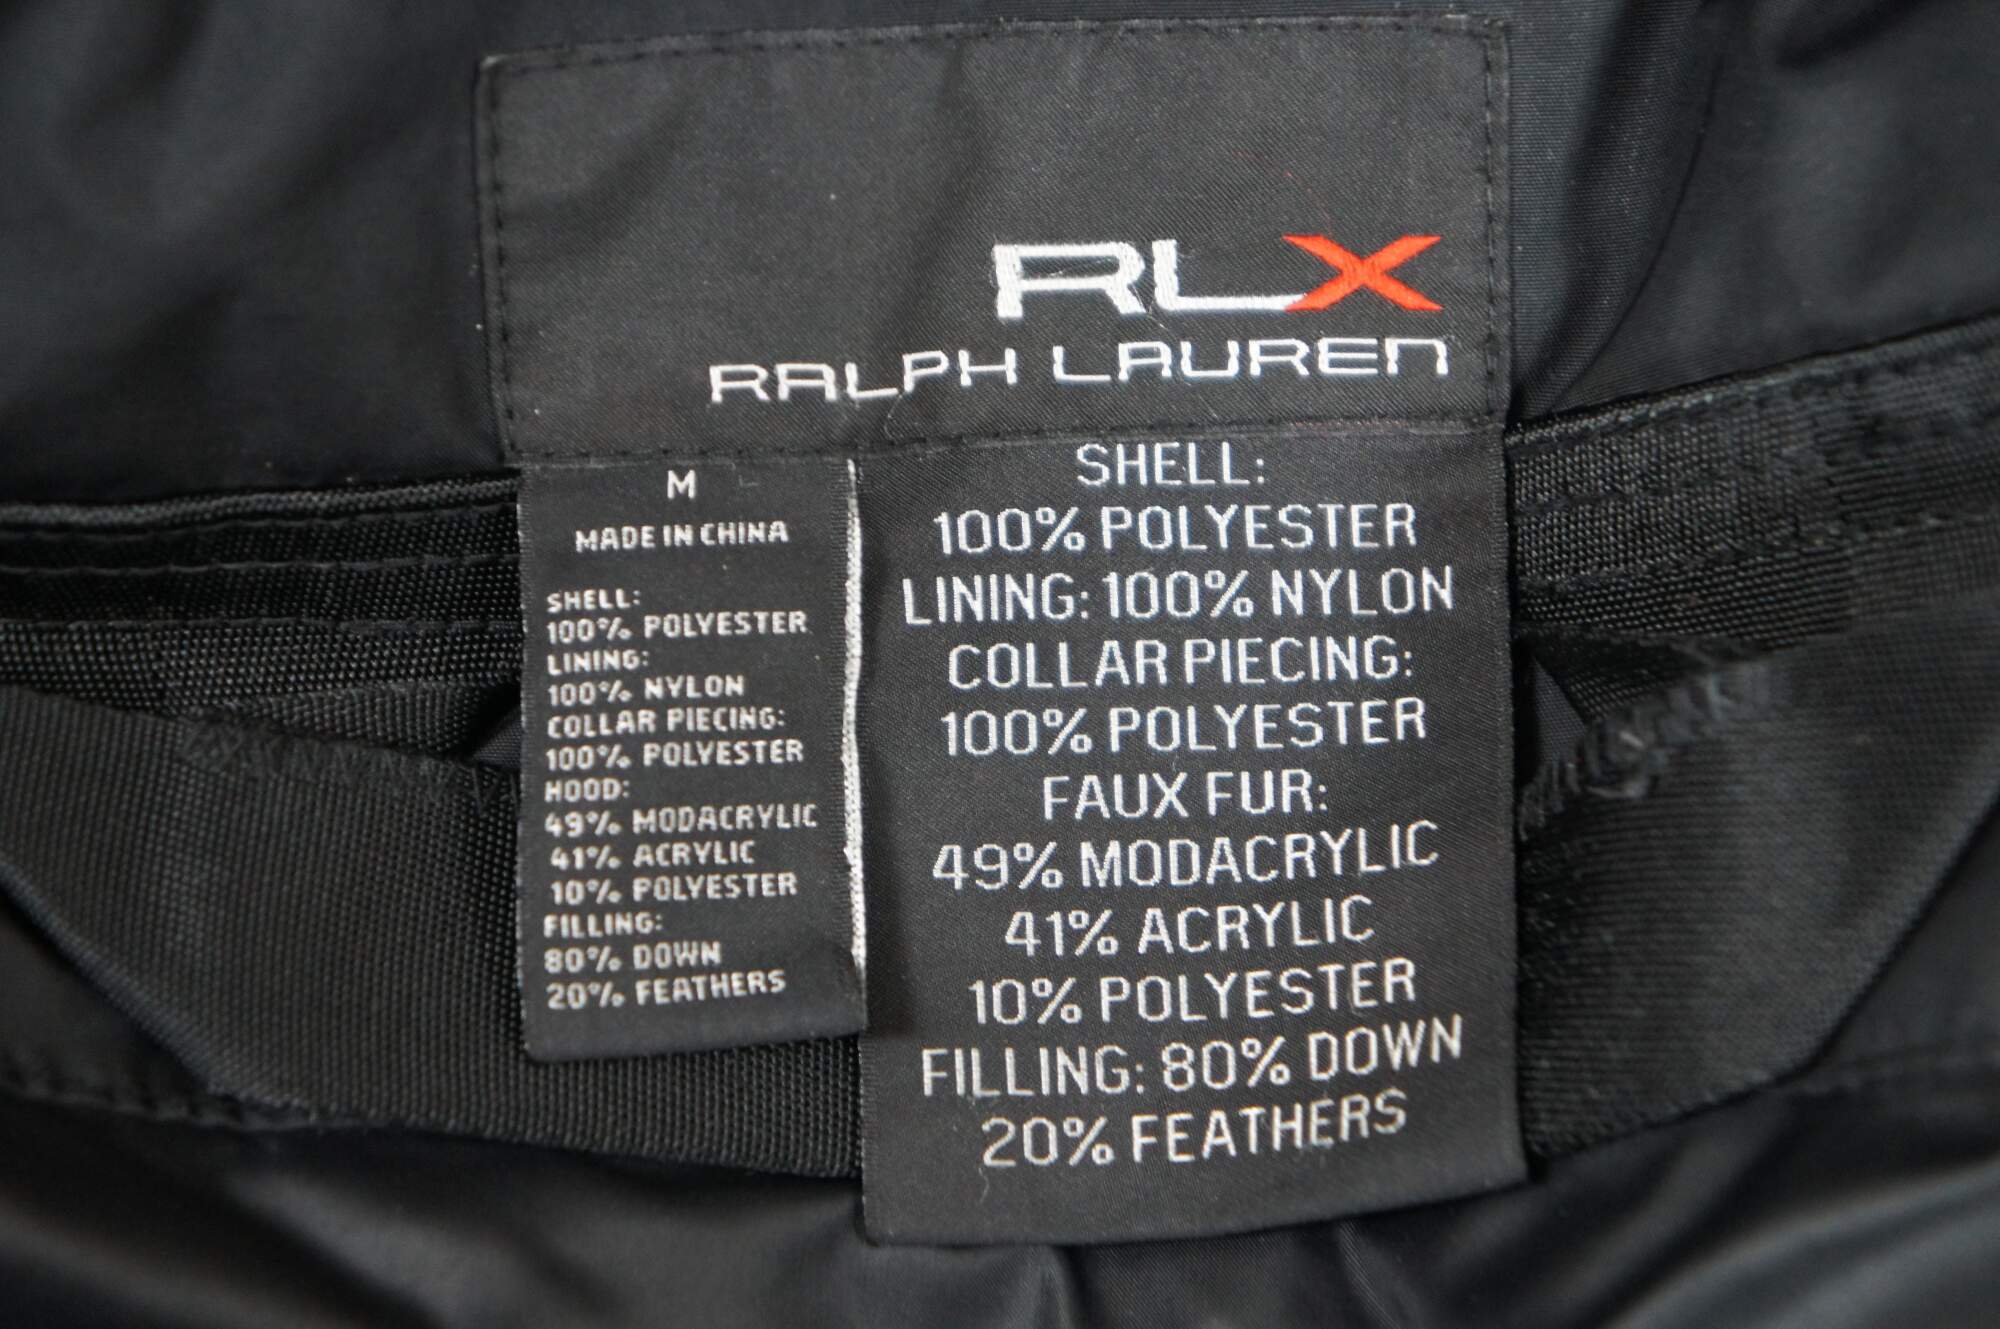 RLX
RALPH LAUREN
M
MADE IN CHINA
SHELL:
100% POLYESTER
LINING:
100% NYLON
COLLAR PIECING:
100% POLYESTER
HOOD:
49% MODACRYLIC
41% ACRYLIC
10% POLYESTER
FILLING:
80% DOWN
20% FEATHERS
SHELL:
100% POLYESTER
LINING: 100% NYLON
COLLAR PIECING:
100% POLYESTER
FAUX FUR:
49% MODACRYLIC
41% ACRYLIC
10% POLYESTER
FILLING: 80% DOWN
20% FEATHERS